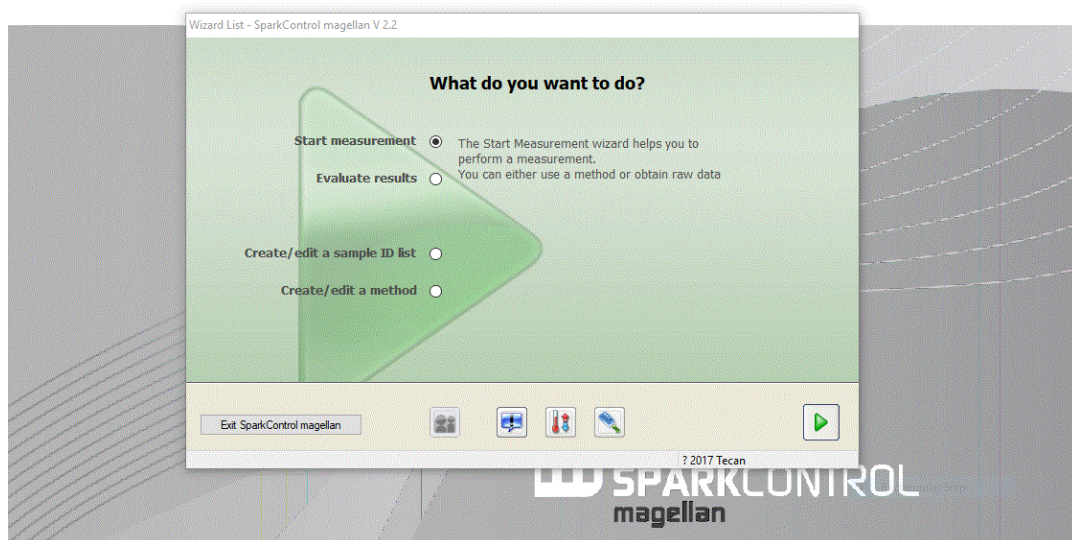 Wizard List - SparkControl magellan V 2.2
What do you want to do?
Start measurement
The Start Measurement wizard helps you to
perform a measurement.
You can either use a method or obtain raw data
Evaluate results
Create/edit a sample ID list
Create/edit a method
Exit SparkControl magellan
? 2017 Tecan
SPARKCONTROL
magellan